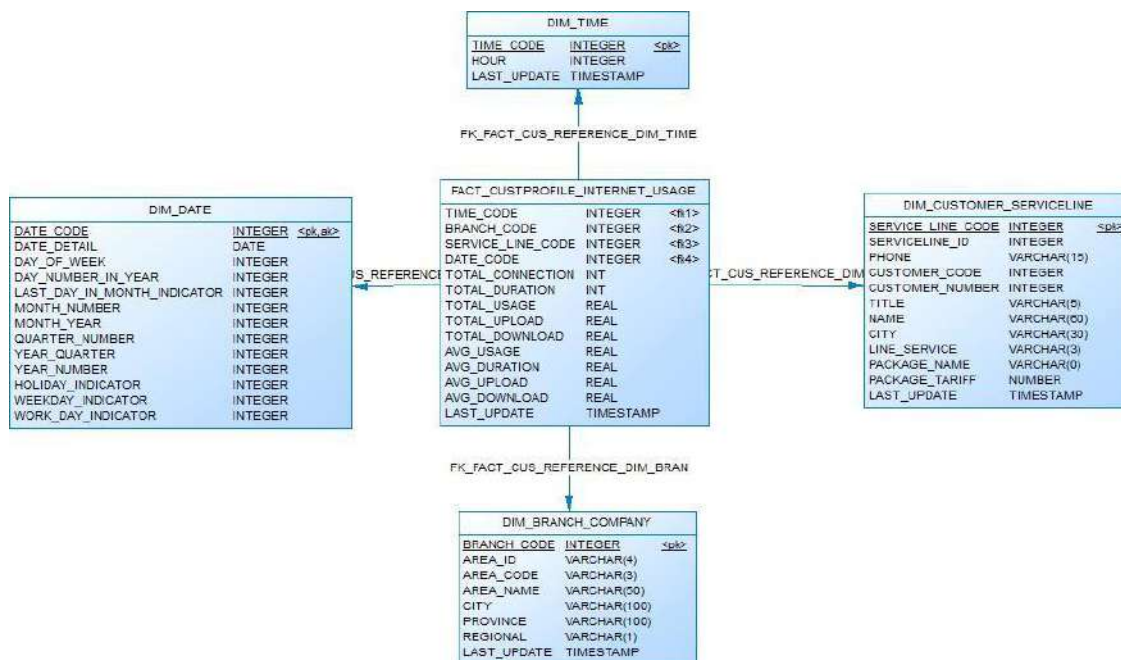 DIM_TIME
TIME_CODE INTEGER <pk>
HOUR INTEGER
LAST_UPDATE TIMESTAMP
FK_FACT_CUS_REFERENCE_DIM_TIME
FACT_CUSTPROFILE_INTERNET_USAGE
TIME_CODE INTEGER <fk1>
BRANCH_CODE INTEGER <fk2>
SERVICE_LINE_CODE INTEGER <fk3>
DATE_CODE INTEGER <fk4>
TOTAL_CONNECTION INT
TOTAL_DURATION INT
TOTAL_USAGE REAL
TOTAL_UPLOAD REAL
TOTAL_DOWNLOAD REAL
AVG_USAGE REAL
AVG_DURATION REAL
AVG_UPLOAD REAL
AVG_DOWNLOAD REAL
LAST_UPDATE TIMESTAMP
DIM_DATE
DATE_CODE INTEGER <pk,ak>
DATE_DETAIL DATE
DAY_OF_WEEK INTEGER
DAY_NUMBER_IN_YEAR INTEGER
LAST_DAY_IN_MONTH_INDICATOR INTEGER
MONTH_NUMBER INTEGER
MONTH_YEAR INTEGER
QUARTER_NUMBER INTEGER
YEAR_QUARTER INTEGER
YEAR_NUMBER INTEGER
HOLIDAY_INDICATOR INTEGER
WEEKDAY_INDICATOR INTEGER
WORK_DAY_INDICATOR INTEGER
US_REFERENCE
CT_CUS_REFERENCE_DIM
DIM_CUSTOMER_SERVICELINE
SERVICE_LINE_CODE INTEGER <pk>
SERVICELINE_ID INTEGER
PHONE VARCHAR(15)
CUSTOMER_CODE INTEGER
CUSTOMER_NUMBER INTEGER
TITLE VARCHAR(5)
NAME VARCHAR(60)
CITY VARCHAR(30)
LINE_SERVICE VARCHAR(3)
PACKAGE_NAME VARCHAR(0)
PACKAGE_TARIFF NUMBER
LAST_UPDATE TIMESTAMP
FK_FACT_CUS_REFERENCE_DIM_BRAN
DIM_BRANCH_COMPANY
BRANCH_CODE INTEGER <pk>
AREA_ID VARCHAR(4)
AREA_CODE VARCHAR(3)
AREA_NAME VARCHAR(50)
CITY VARCHAR(100)
PROVINCE VARCHAR(100)
REGIONAL VARCHAR(1)
LAST_UPDATE TIMESTAMP